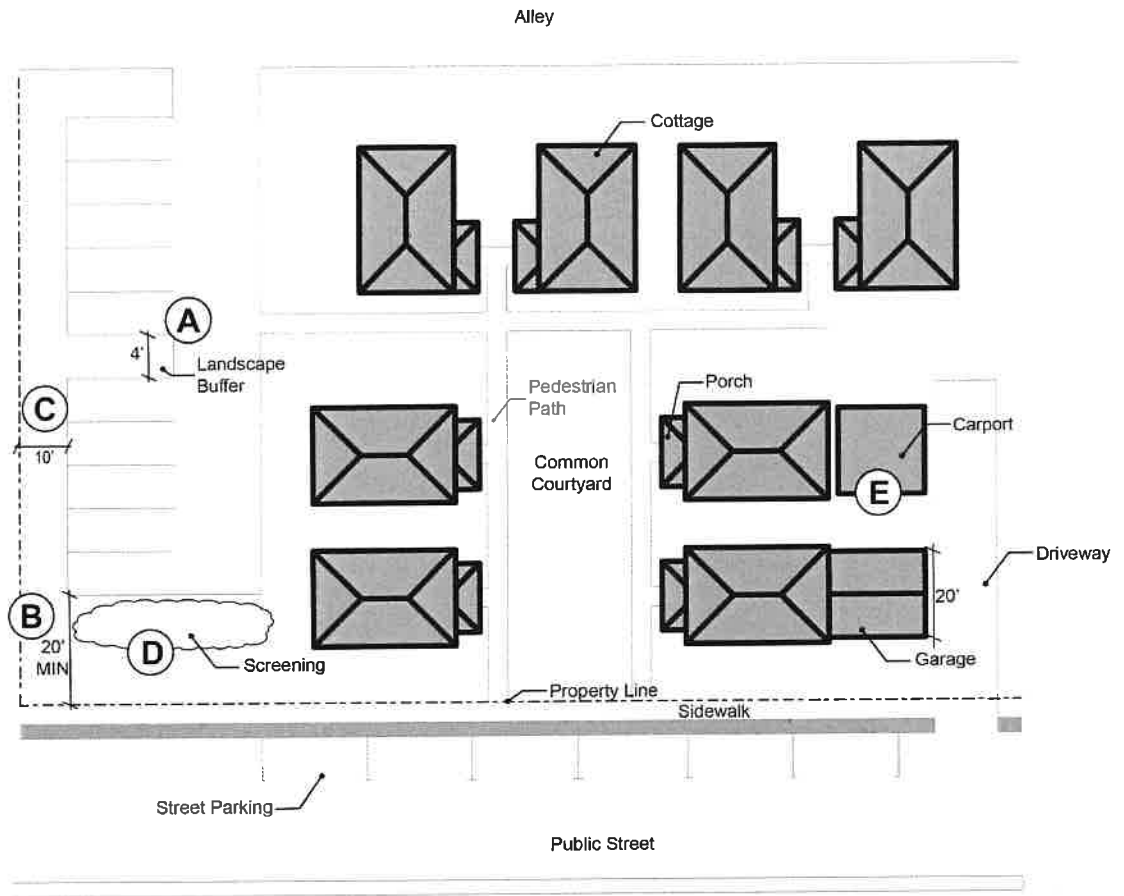 Alley
Cottage
A
4'
Landscape
Buffer
C
10'
Pedestrian
Path
Porch
Carport
Common
Courtyard
E
Driveway
B
20'
MIN
D
Screening
20'
Garage
Property Line
Sidewalk
Street Parking
Public Street